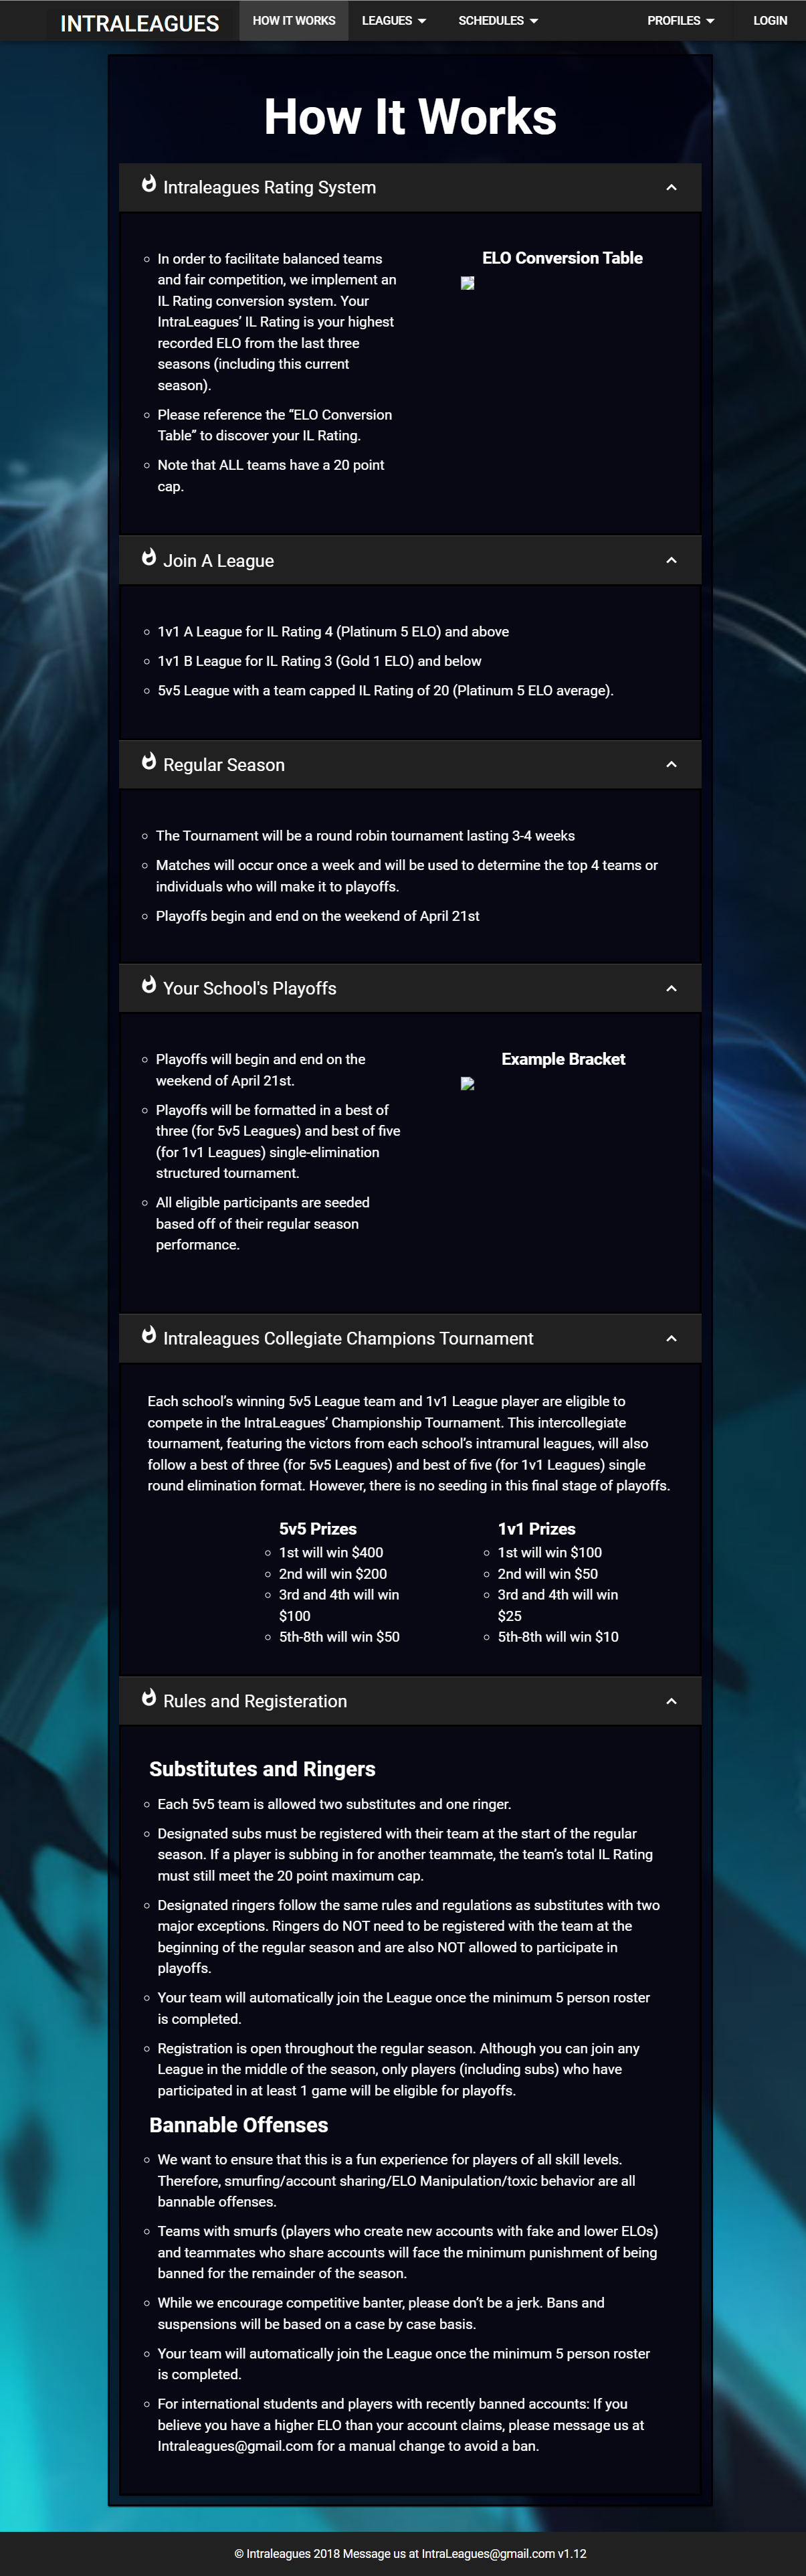 INTRALEAGUES HOW IT WORKS LEAGUES SCHEDULES PROFILES LOGIN
How It Works
Intraleagues Rating System
In order to facilitate balanced teams
and fair competition, we implement an
IL Rating conversion system. Your
IntraLeagues’ IL Rating is your highest
recorded ELO from the last three
seasons (including this current
season).
Please reference the “ELO Conversion
Table” to discover your IL Rating.
Note that ALL teams have a 20 point
cap.
ELO Conversion Table
Join A League
1v1 A League for IL Rating 4 (Platinum 5 ELO) and above
1v1 B League for IL Rating 3 (Gold 1 ELO) and below
5v5 League with a team capped IL Rating of 20 (Platinum 5 ELO average).
Regular Season
The Tournament will be a round robin tournament lasting 3-4 weeks
Matches will occur once a week and will be used to determine the top 4 teams or
individuals who will make it to playoffs.
Playoffs begin and end on the weekend of April 21st
Your School's Playoffs
Playoffs will begin and end on the
weekend of April 21st.
Playoffs will be formatted in a best of
three (for 5v5 Leagues) and best of five
(for 1v1 Leagues) single-elimination
structured tournament.
All eligible participants are seeded
based off of their regular season
performance.
Example Bracket
Intraleagues Collegiate Champions Tournament
Each school’s winning 5v5 League team and 1v1 League player are eligible to
compete in the IntraLeagues’ Championship Tournament. This intercollegiate
tournament, featuring the victors from each school’s intramural leagues, will also
follow a best of three (for 5v5 Leagues) and best of five (for 1v1 Leagues) single
round elimination format. However, there is no seeding in this final stage of playoffs.
5v5 Prizes
1st will win $400
2nd will win $200
3rd and 4th will win
$100
5th-8th will win $50
1v1 Prizes
1st will win $100
2nd will win $50
3rd and 4th will win
$25
5th-8th will win $10
Rules and Registeration
Substitutes and Ringers
Each 5v5 team is allowed two substitutes and one ringer.
Designated subs must be registered with their team at the start of the regular
season. If a player is subbing in for another teammate, the team’s total IL Rating
must still meet the 20 point maximum cap.
Designated ringers follow the same rules and regulations as substitutes with two
major exceptions. Ringers do NOT need to be registered with the team at the
beginning of the regular season and are also NOT allowed to participate in
playoffs.
Your team will automatically join the League once the minimum 5 person roster
is completed.
Registration is open throughout the regular season. Although you can join any
League in the middle of the season, only players (including subs) who have
participated in at least 1 game will be eligible for playoffs.
Bannable Offenses
We want to ensure that this is a fun experience for players of all skill levels.
Therefore, smurfing/account sharing/ELO Manipulation/toxic behavior are all
bannable offenses.
Teams with smurfs (players who create new accounts with fake and lower ELOs)
and teammates who share accounts will face the minimum punishment of being
banned for the remainder of the season.
While we encourage competitive banter, please don’t be a jerk. Bans and
suspensions will be based on a case by case basis.
Your team will automatically join the League once the minimum 5 person roster
is completed.
For international students and players with recently banned accounts: If you
believe you have a higher ELO than your account claims, please message us at
Intraleagues@gmail.com for a manual change to avoid a ban.
© Intraleagues 2018 Message us at IntraLeagues@gmail.com v1.12